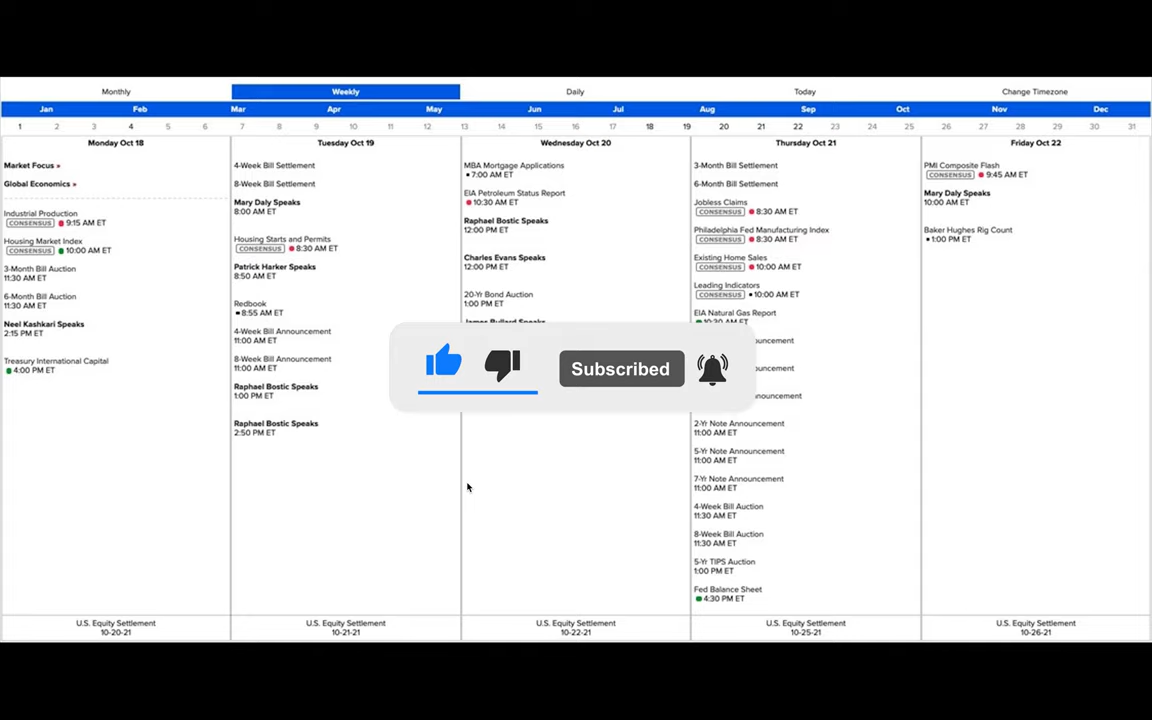 Monthly
Weekly
Daily
Today
Change Timezone
Jan Feb Mar Apr May Jun Jul Aug Sep Oct Nov Dec
1 2 3 4 5 6 7 8 9 10 11 12 13 14 15 16 17 18 19 20 21 22 23 24 25 26 27 28 29 30 31
Monday Oct 18
Market Focus »
Global Economics »
Industrial Production
CONSENSUS 9:15 AM ET
Housing Market Index
CONSENSUS 10:00 AM ET
3-Month Bill Auction
11:30 AM ET
6-Month Bill Auction
11:30 AM ET
Neel Kashkari Speaks
2:15 PM ET
Treasury International Capital
4:00 PM ET
U.S. Equity Settlement
10-20-21
Tuesday Oct 19
4-Week Bill Settlement
8-Week Bill Settlement
Mary Daly Speaks
8:00 AM ET
Housing Starts and Permits
CONSENSUS 8:30 AM ET
Patrick Harker Speaks
8:50 AM ET
Redbook
8:55 AM ET
4-Week Bill Announcement
11:00 AM ET
8-Week Bill Announcement
11:00 AM ET
Raphael Bostic Speaks
1:00 PM ET
Raphael Bostic Speaks
2:50 PM ET
U.S. Equity Settlement
10-21-21
Wednesday Oct 20
MBA Mortgage Applications
7:00 AM ET
EIA Petroleum Status Report
10:30 AM ET
Raphael Bostic Speaks
12:00 PM ET
Charles Evans Speaks
12:00 PM ET
20-Yr Bond Auction
1:00 PM ET
James Bullard Speaks
U.S. Equity Settlement
10-22-21
Thursday Oct 21
3-Month Bill Settlement
6-Month Bill Settlement
Jobless Claims
CONSENSUS 8:30 AM ET
Philadelphia Fed Manufacturing Index
CONSENSUS 8:30 AM ET
Existing Home Sales
CONSENSUS 10:00 AM ET
Leading Indicators
CONSENSUS 10:00 AM ET
EIA Natural Gas Report
10:30 AM ET
2-Yr Note Announcement
11:00 AM ET
5-Yr Note Announcement
11:00 AM ET
7-Yr Note Announcement
11:00 AM ET
4-Week Bill Auction
11:30 AM ET
8-Week Bill Auction
11:30 AM ET
5-Yr TIPS Auction
1:00 PM ET
Fed Balance Sheet
4:30 PM ET
U.S. Equity Settlement
10-25-21
Friday Oct 22
PMI Composite Flash
CONSENSUS 9:45 AM ET
Mary Daly Speaks
10:00 AM ET
Baker Hughes Rig Count
1:00 PM ET
U.S. Equity Settlement
10-26-21
Subscribed